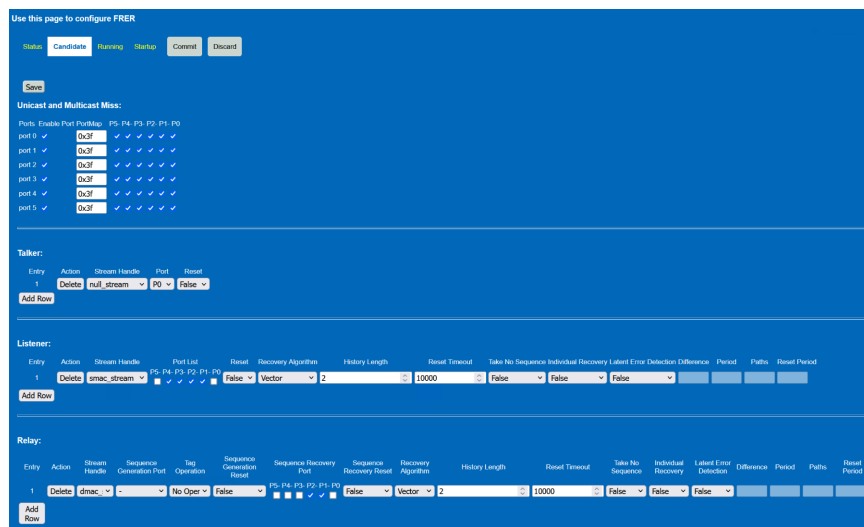 Use this page to configure FRER
Status Candidate Running Startup Commit Discard
Save
Unicast and Multicast Miss:
Ports Enable Port PortMap P5- P4- P3- P2- P1- P0
port 0 0x3f
port 1 0x3f
port 2 0x3f
port 3 0x3f
port 4 0x3f
port 5 0x3f
Talker:
Entry Action Stream Handle Port Reset
1 Delete null_stream P0 False
Add Row
Listener:
Entry Action Stream Handle Port List Reset Recovery Algorithm History Length Reset Timeout Take No Sequence Individual Recovery Latent Error Detection Difference Period Paths Reset Period
P5- P4- P3- P2- P1- P0
1 Delete smac_stream False Vector 2 10000 False False False
Add Row
Relay:
Entry Action Stream Handle Sequence Generation Port Tag Operation Sequence Generation Reset Sequence Recovery Port Sequence Recovery Reset Recovery Algorithm History Length Reset Timeout Take No Sequence Individual Recovery Latent Error Detection Difference Period Paths Reset Period
P5- P4- P3- P2- P1- P0
1 Delete dmac_ - No Oper False False Vector 2 10000 False False False
Add Row